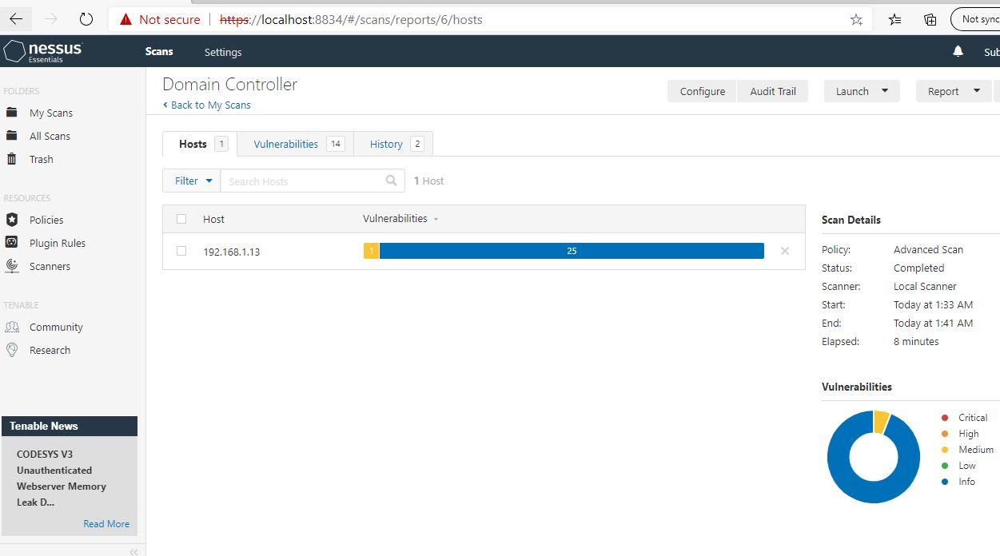 Not secure https://localhost:8834/#/scans/reports/6/hosts Not sync
nessus Essentials Scans Settings Sub
FOLDERS
My Scans
All Scans
Trash
RESOURCES
Policies
Plugin Rules
Scanners
TENABLE
Community
Research
Tenable News
CODESYS V3
Unauthenticated
Webserver Memory
Leak D...
Read More
Domain Controller
Back to My Scans
Configure Audit Trail Launch Report
Hosts 1 Vulnerabilities 14 History 2
Filter Search Hosts 1 Host
Host Vulnerabilities
192.168.1.13 1 25
Scan Details
Policy: Advanced Scan
Status: Completed
Scanner: Local Scanner
Start: Today at 1:33 AM
End: Today at 1:41 AM
Elapsed: 8 minutes
Vulnerabilities
Critical
High
Medium
Low
Info